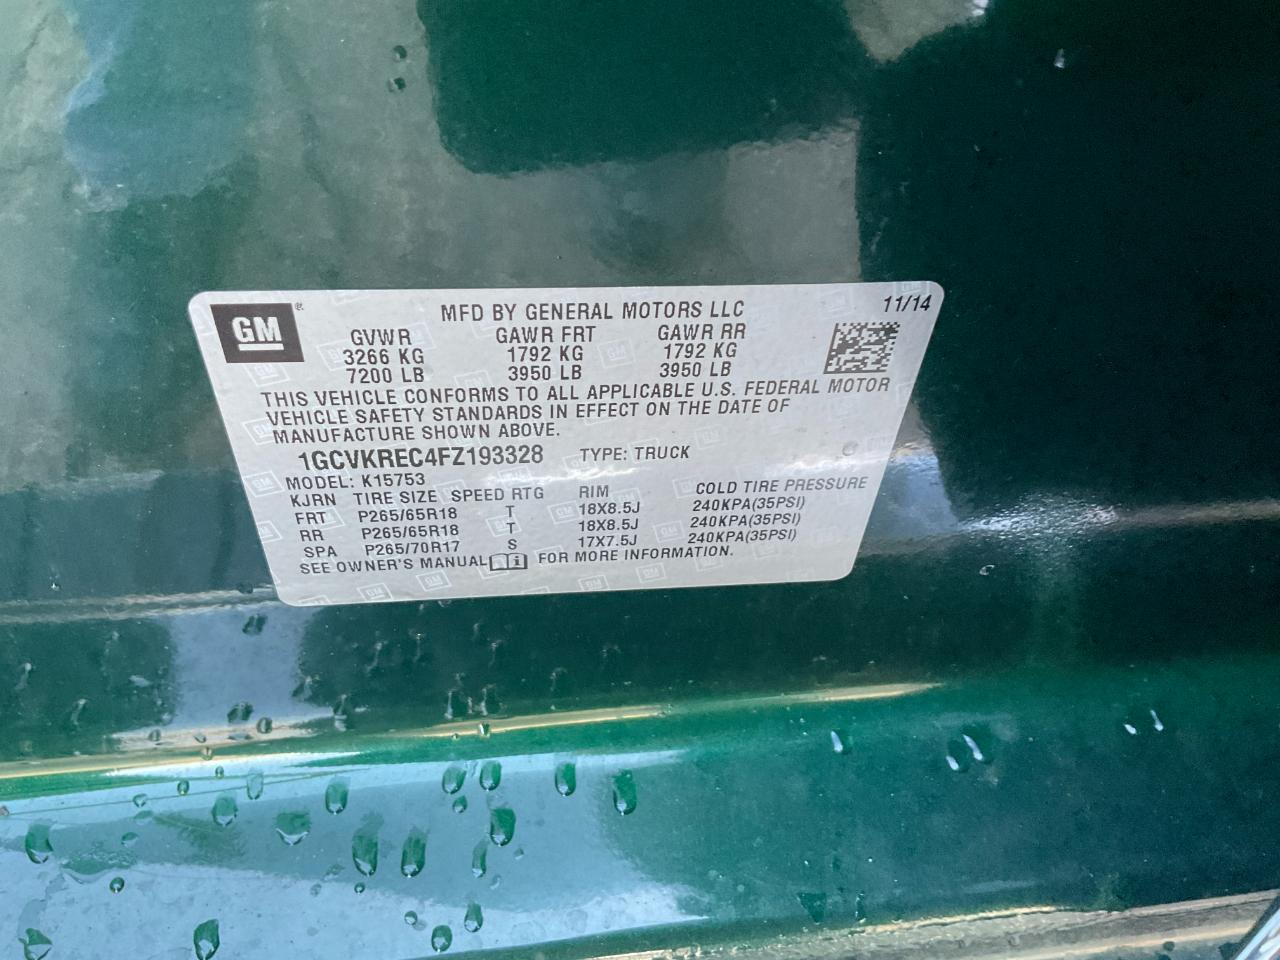 GM ® MFD BY GENERAL MOTORS LLC 11/14
GVWR GAWR FRT GAWR RR
3266 KG 1792 KG 1792 KG
7200 LB 3950 LB 3950 LB
THIS VEHICLE CONFORMS TO ALL APPLICABLE U.S. FEDERAL MOTOR
VEHICLE SAFETY STANDARDS IN EFFECT ON THE DATE OF
MANUFACTURE SHOWN ABOVE.
1GCVKREC4FZ193328 TYPE: TRUCK
MODEL: K15753
KJRN TIRE SIZE SPEED RTG RIM COLD TIRE PRESSURE
FRT P265/65R18 T 18X8.5J 240KPA(35PSI)
RR P265/65R18 T 18X8.5J 240KPA(35PSI)
SPA P265/70R17 S 17X7.5J 240KPA(35PSI)
SEE OWNER'S MANUAL i FOR MORE INFORMATION.